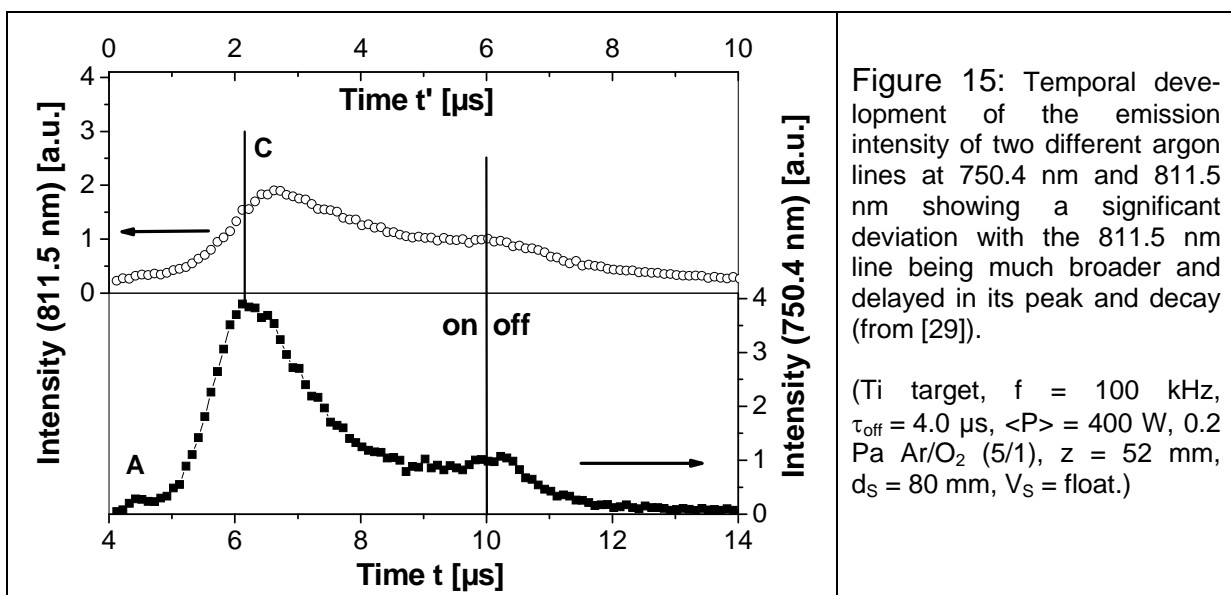 0 2 4 6 8 10
Time t' [µs]
4
3
2
1
0
Intensity (811.5 nm) [a.u.]
C
A
on off
4
3
2
1
0
Intensity (750.4 nm) [a.u.]
4 6 8 10 12 14
Time t [µs]
Figure 15: Temporal deve-
lopment of the emission
intensity of two different argon
lines at 750.4 nm and 811.5
nm showing a significant
deviation with the 811.5 nm
line being much broader and
delayed in its peak and decay
(from [29]).
(Ti target, f = 100 kHz,
τoff = 4.0 µs, <P> = 400 W, 0.2
Pa Ar/O2 (5/1), z = 52 mm,
dS = 80 mm, VS = float.)